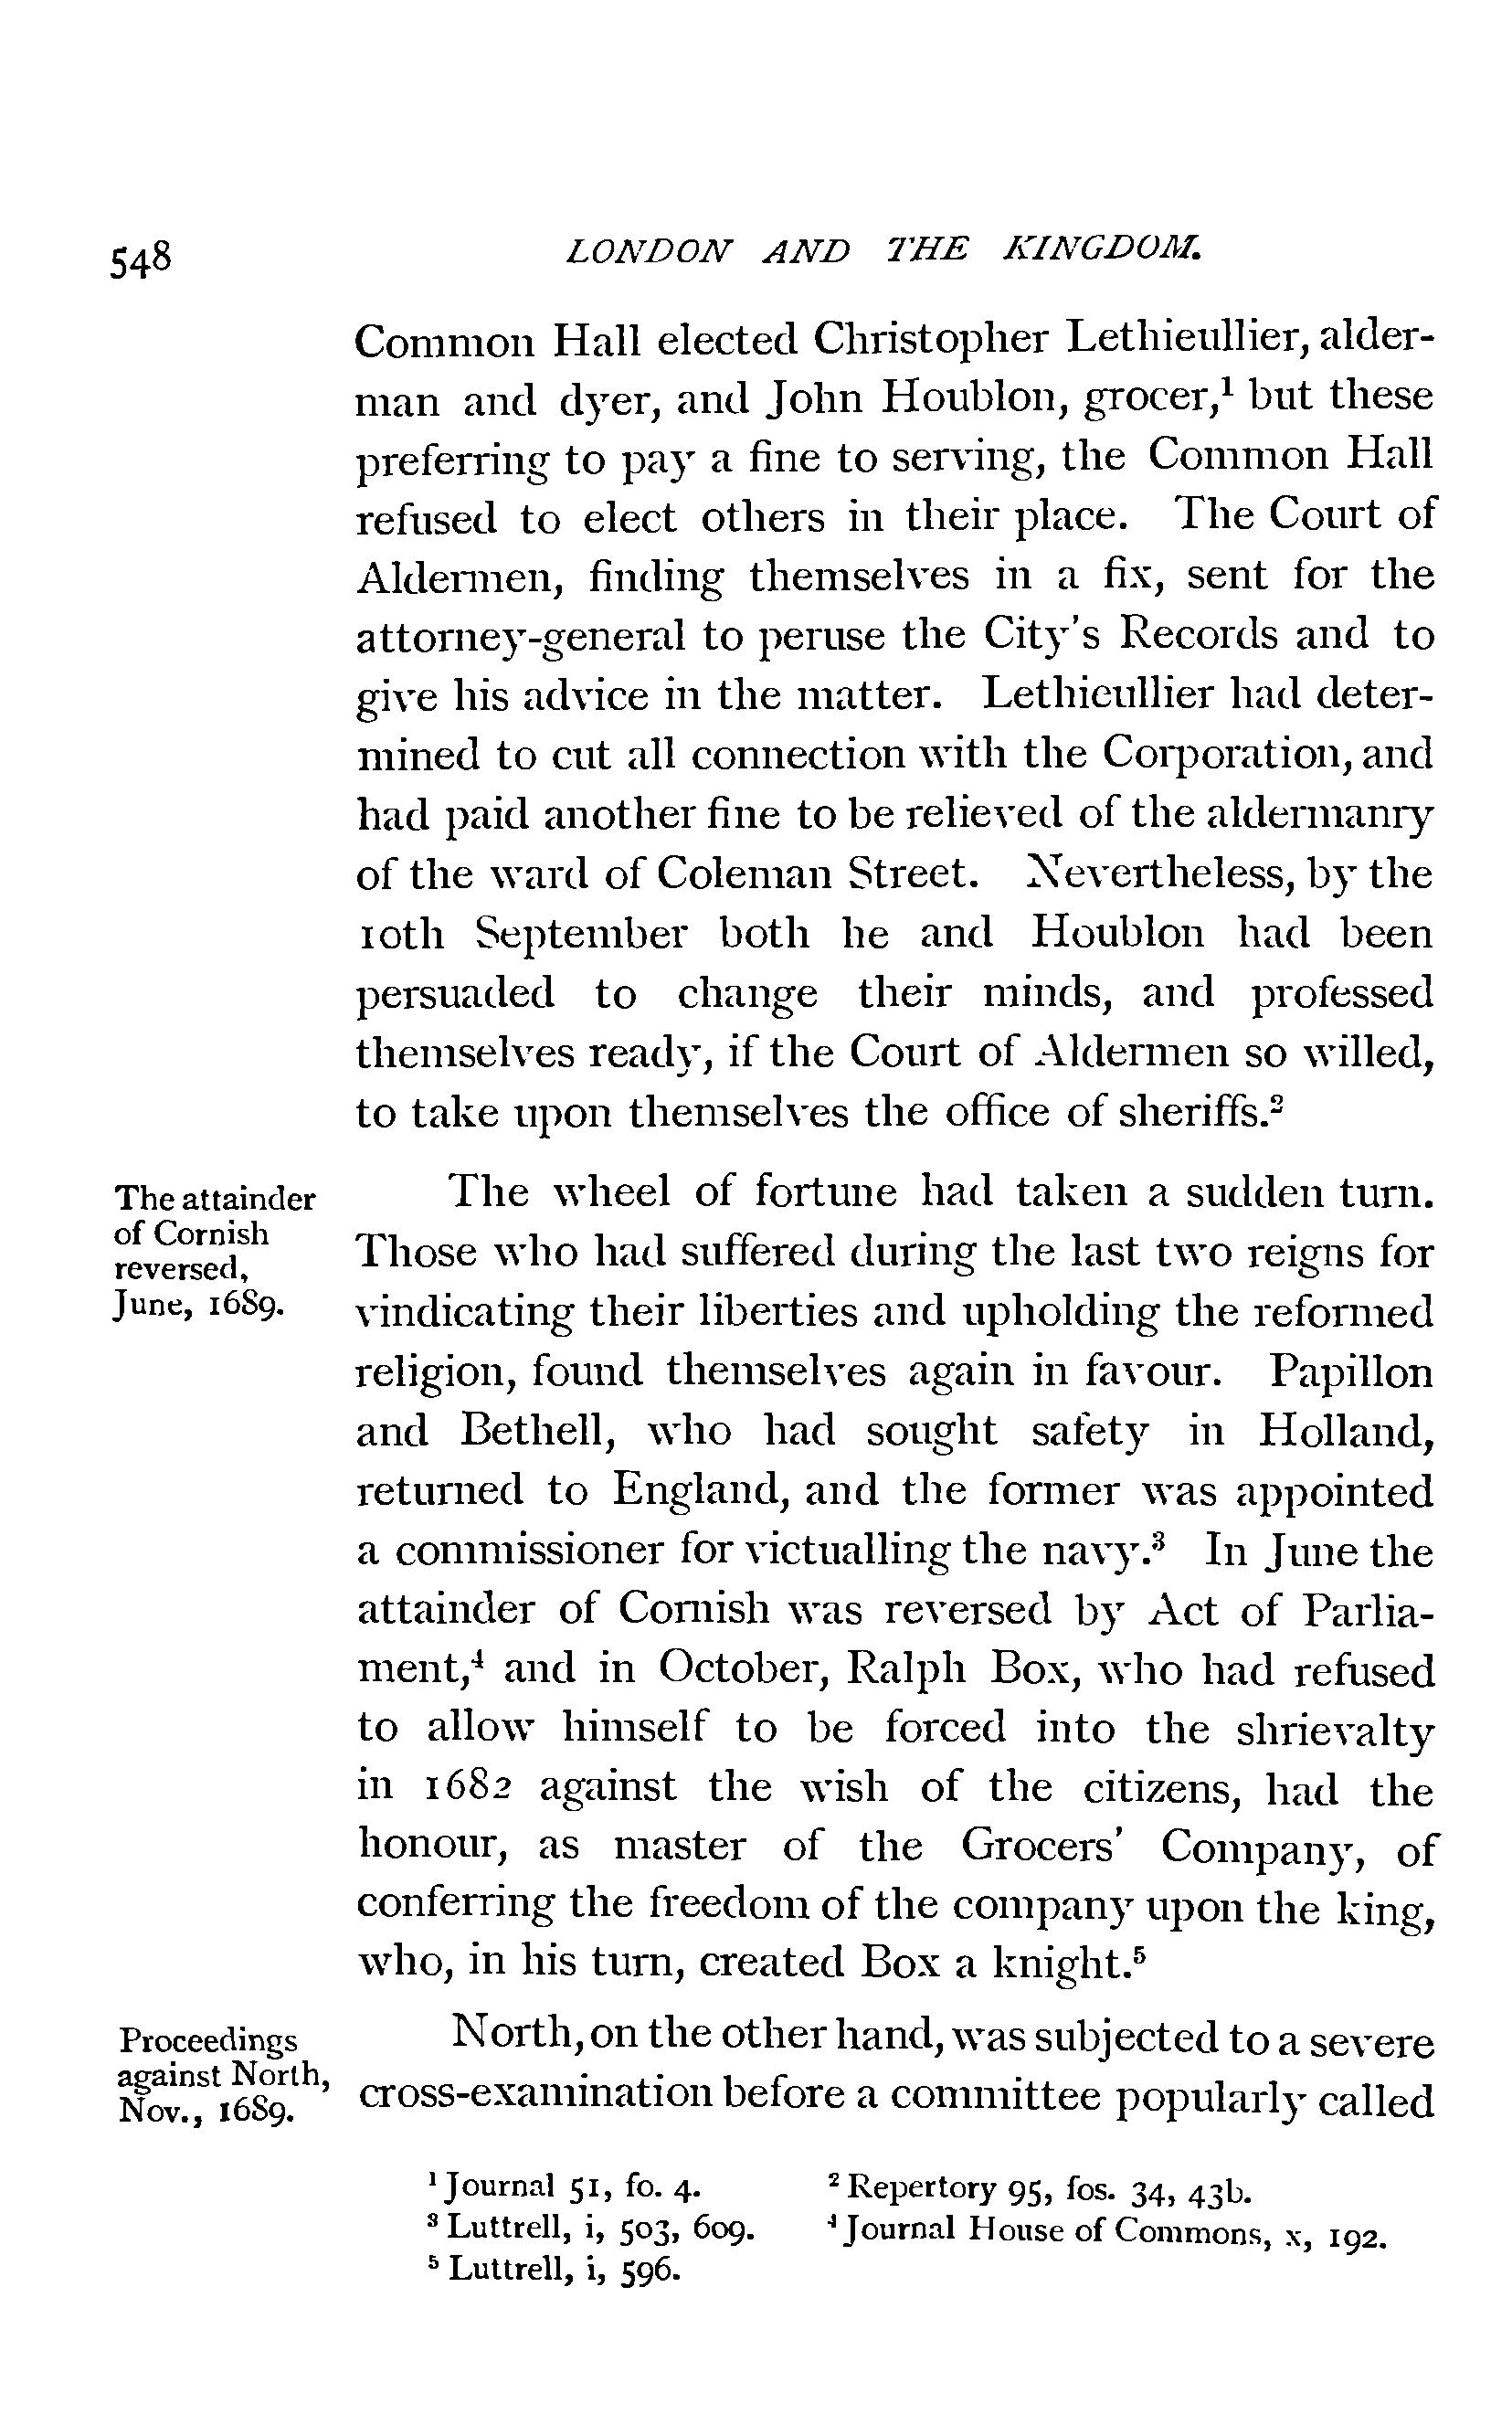 548
LONDON AND THE KINGDOM.
Common Hall elected Christopher Lethieullier, alder-
man and dyer, and John Houblon, grocer,¹ but these
preferring to pay a fine to serving, the Common Hall
refused to elect others in their place. The Court of
Aldermen, finding themselves in a fix, sent for the
attorney-general to peruse the City's Records and to
give his advice in the matter. Lethieullier had deter-
mined to cut all connection with the Corporation, and
had paid another fine to be relieved of the aldermanry
of the ward of Coleman Street. Nevertheless, by the
10th September both he and Houblon had been
persuaded to change their minds, and professed
themselves ready, if the Court of Aldermen so willed,
to take upon themselves the office of sheriffs.²
The attainder
of Cornish
reversed,
June, 1689.
The wheel of fortune had taken a sudden turn.
Those who had suffered during the last two reigns for
vindicating their liberties and upholding the reformed
religion, found themselves again in favour. Papillon
and Bethell, who had sought safety in Holland,
returned to England, and the former was appointed
a commissioner for victualling the navy.³ In June the
attainder of Cornish was reversed by Act of Parlia-
ment,⁴ and in October, Ralph Box, who had refused
to allow himself to be forced into the shrievalty
in 1682 against the wish of the citizens, had the
honour, as master of the Grocers' Company, of
conferring the freedom of the company upon the king,
who, in his turn, created Box a knight.⁵
Proceedings
against North,
Nov., 1689.
North, on the other hand, was subjected to a severe
cross-examination before a committee popularly called
¹ Journal 51, fo. 4. ² Repertory 95, fos. 34, 43b.
³ Luttrell, i, 503, 609. ⁴ Journal House of Commons, x, 192.
⁵ Luttrell, i, 596.